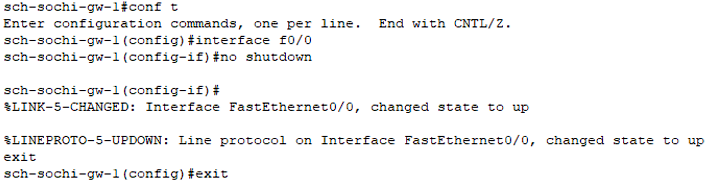 sch-sochi-gw-1#conf t
Enter configuration commands, one per line.  End with CNTL/Z.
sch-sochi-gw-1(config)#interface f0/0
sch-sochi-gw-1(config-if)#no shutdown
sch-sochi-gw-1(config-if)#
%LINK-5-CHANGED: Interface FastEthernet0/0, changed state to up
%LINEPROTO-5-UPDOWN: Line protocol on Interface FastEthernet0/0, changed state to up
exit
sch-sochi-gw-1(config)#exit